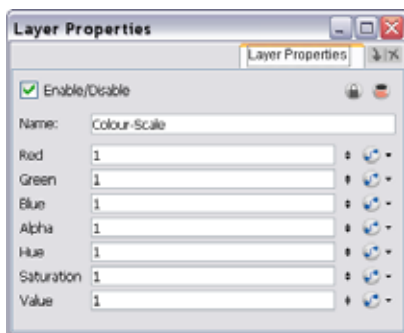 Layer Properties
Layer Properties
Enable/Disable
Name: Colour-Scale
Red 1
Green 1
Blue 1
Alpha 1
Hue 1
Saturation 1
Value 1